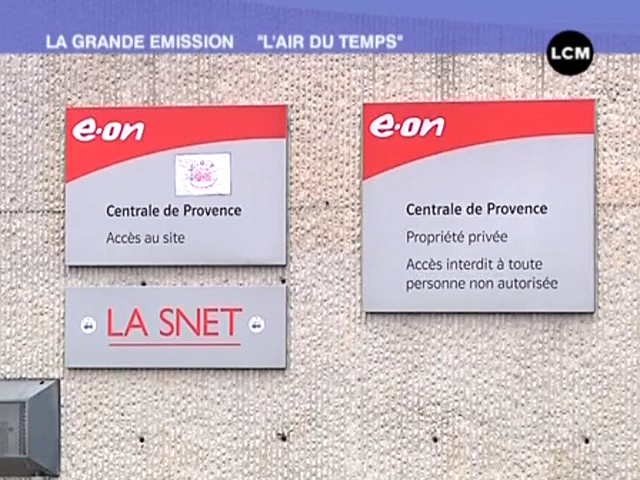 LA GRANDE EMISSION "L'AIR DU TEMPS"
LCM
e·on
Centrale de Provence
Accès au site
LA SNET
e·on
Centrale de Provence
Propriété privée
Accès interdit à toute
personne non autorisée